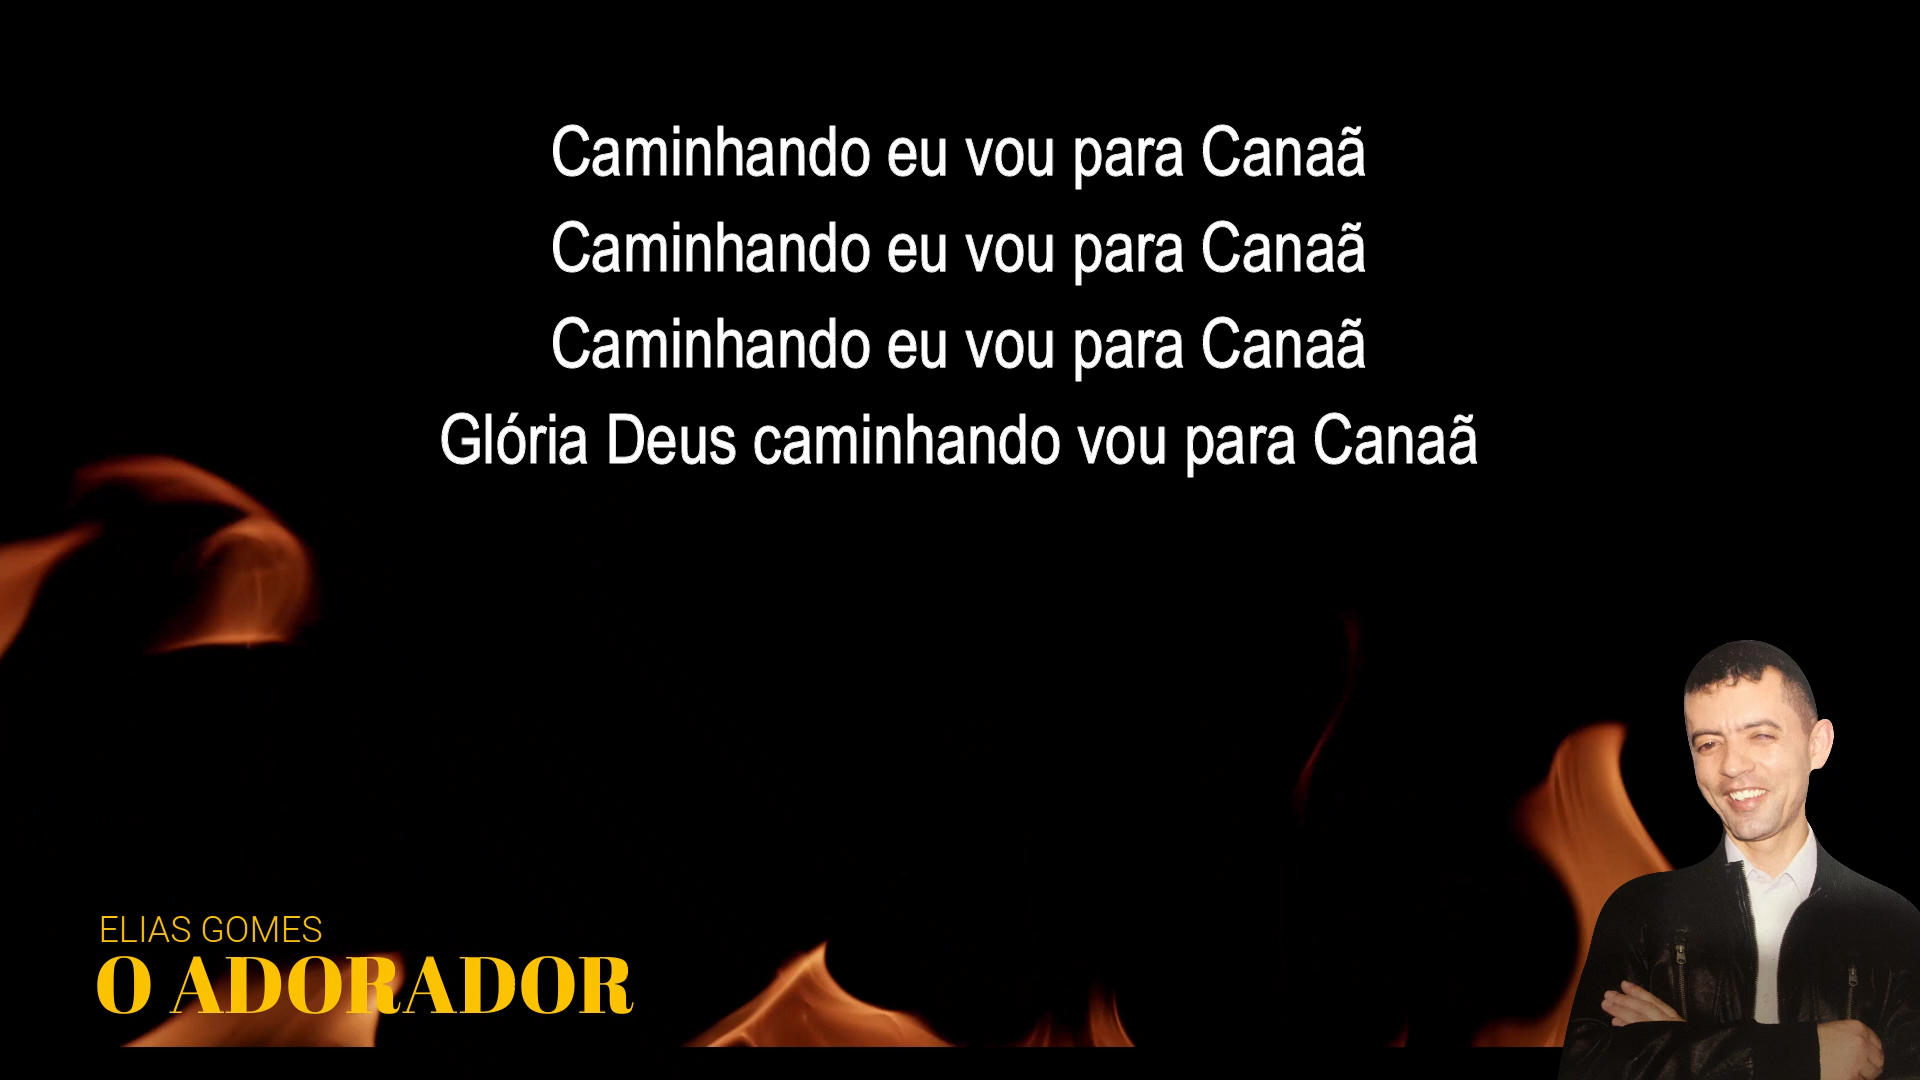 Caminhando eu vou para Canaã
Caminhando eu vou para Canaã
Caminhando eu vou para Canaã
Glória Deus caminhando vou para Canaã
ELIAS GOMES
O ADORADOR